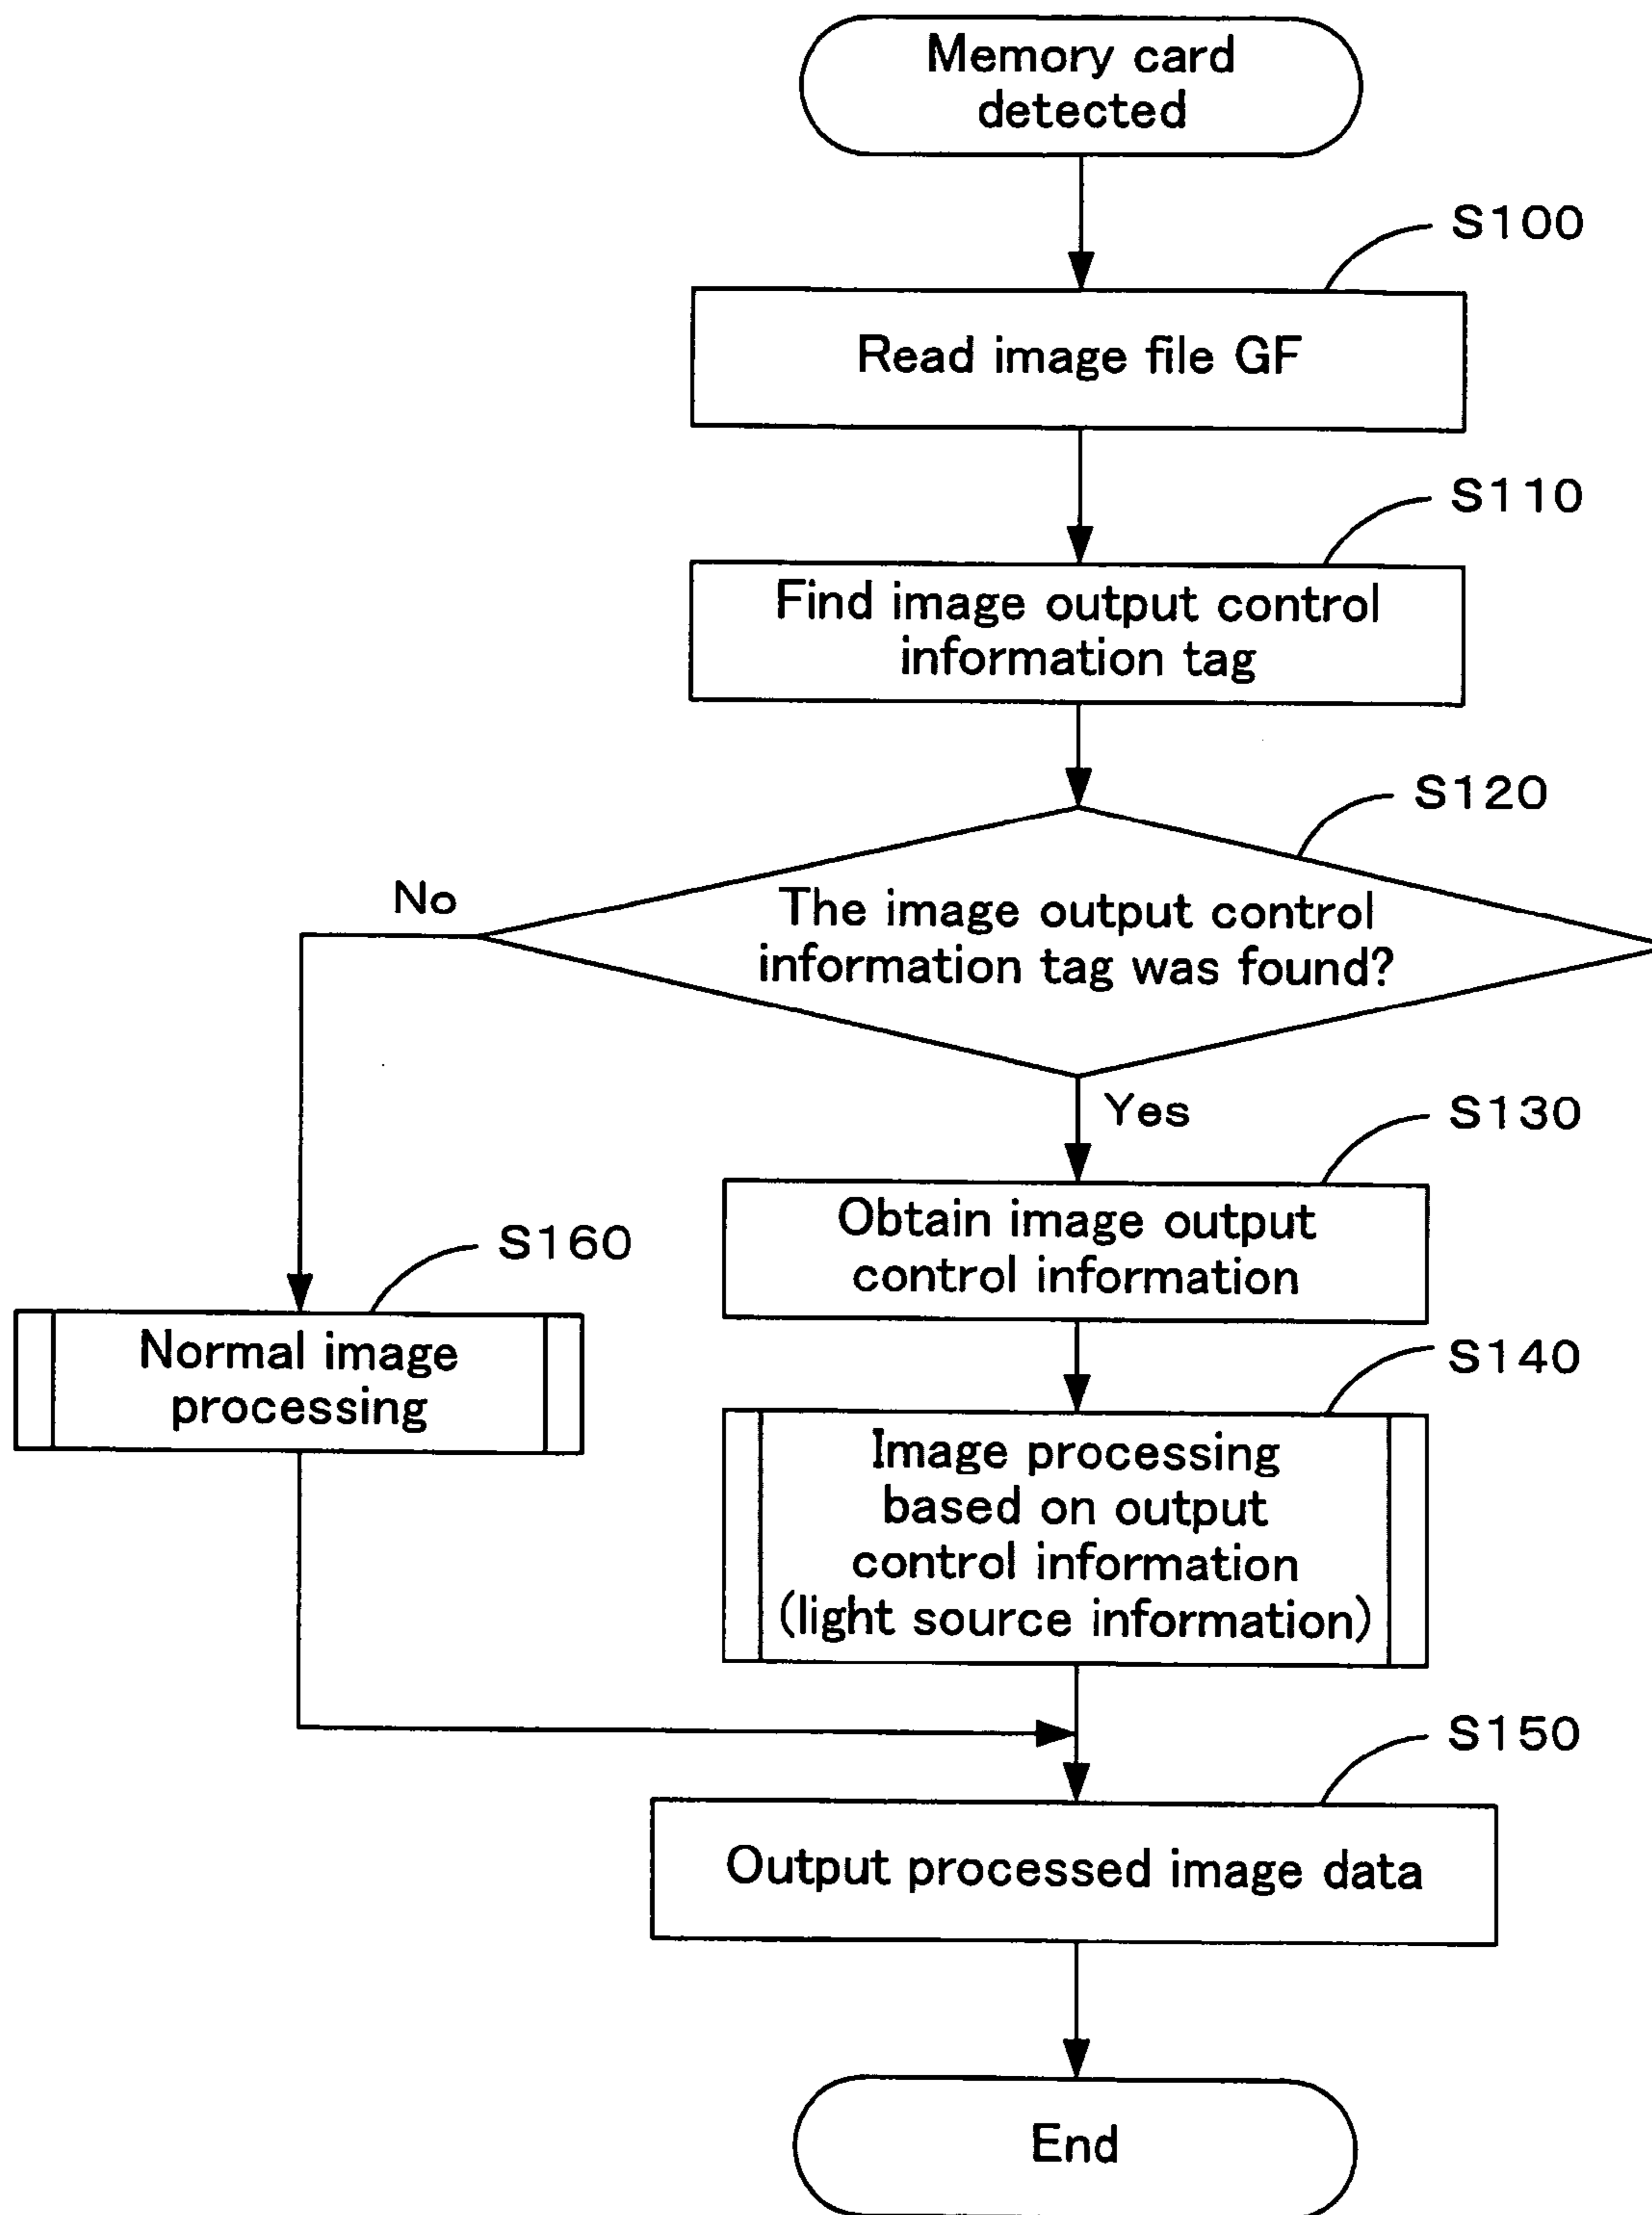 Memory card
detected
S100
Read image file GF
S110
Find image output control
information tag
S120
The image output control
information tag was found?
No
Yes
S130
Obtain image output
control information
S160
Normal image
processing
S140
Image processing
based on output
control information
(light source information)
S150
Output processed image data
End